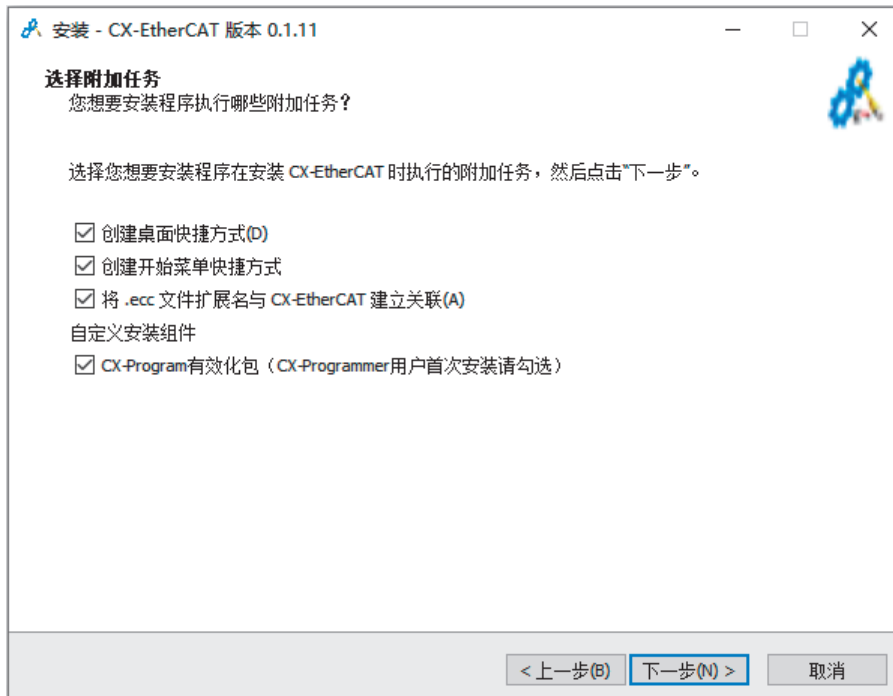 安装 - CX-EtherCAT 版本 0.1.11
选择附加任务
您想要安装程序执行哪些附加任务？
选择您想要安装程序在安装 CX-EtherCAT 时执行的附加任务，然后点击“下一步”。
创建桌面快捷方式(D)
创建开始菜单快捷方式
将 .ecc 文件扩展名与 CX-EtherCAT 建立关联(A)
自定义安装组件
CX-Program有效化包（CX-Programmer用户首次安装请勾选）
< 上一步(B) 下一步(N) > 取消